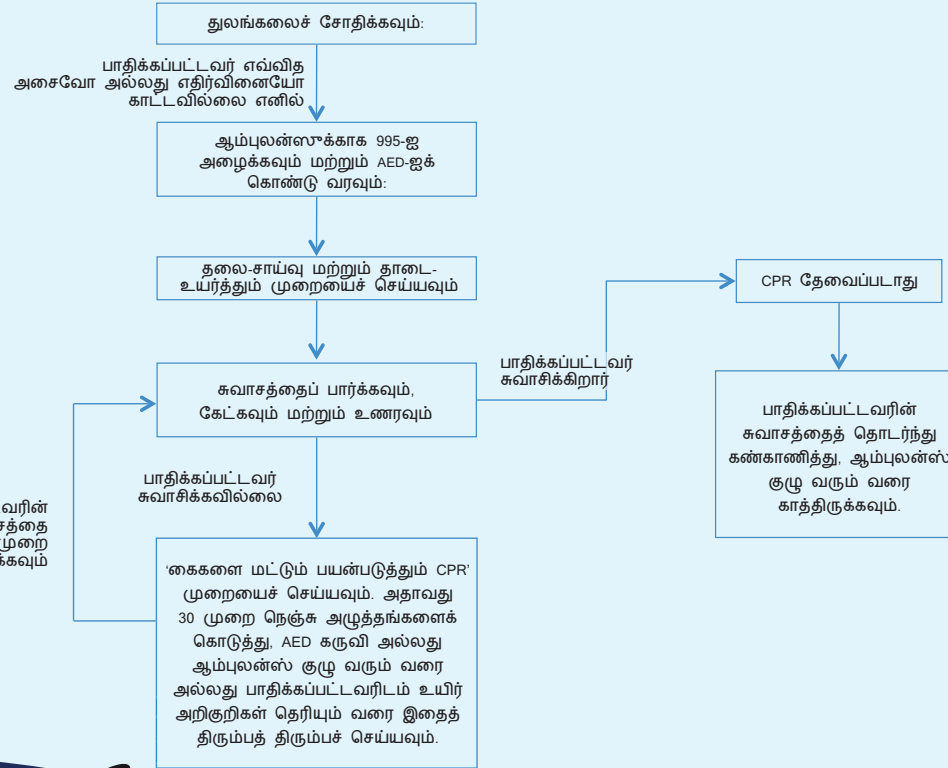 துலங்கலைச் சோதிக்கவும்:
பாதிக்கப்பட்டவர் எவ்வித
அசைவோ அல்லது எதிர்வினையோ
காட்டவில்லை எனில்
ஆம்புலன்ஸுக்காக 995-ஐ
அழைக்கவும் மற்றும் AED-ஐக்
கொண்டு வரவும்:
தலை-சாய்வு மற்றும் தாடை-
உயர்த்தும் முறையைச் செய்யவும்
சுவாசத்தைப் பார்க்கவும்,
கேட்கவும் மற்றும் உணரவும்
பாதிக்கப்பட்டவர்
சுவாசிக்கிறார்
CPR தேவைப்படாது
பாதிக்கப்பட்டவரின்
சுவாசத்தைத் தொடர்ந்து
கண்காணித்து, ஆம்புலன்ஸ்
குழு வரும் வரை
காத்திருக்கவும்.
பாதிக்கப்பட்டவர்
சுவாசிக்கவில்லை
முறை
‘கைகளை மட்டும் பயன்படுத்தும் CPR’
முறையைச் செய்யவும். அதாவது
30 முறை நெஞ்சு அழுத்தங்களைக்
கொடுத்து, AED கருவி அல்லது
ஆம்புலன்ஸ் குழு வரும் வரை
அல்லது பாதிக்கப்பட்டவரிடம் உயிர்
அறிகுறிகள் தெரியும் வரை இதைத்
திரும்பத் திரும்பச் செய்யவும்.